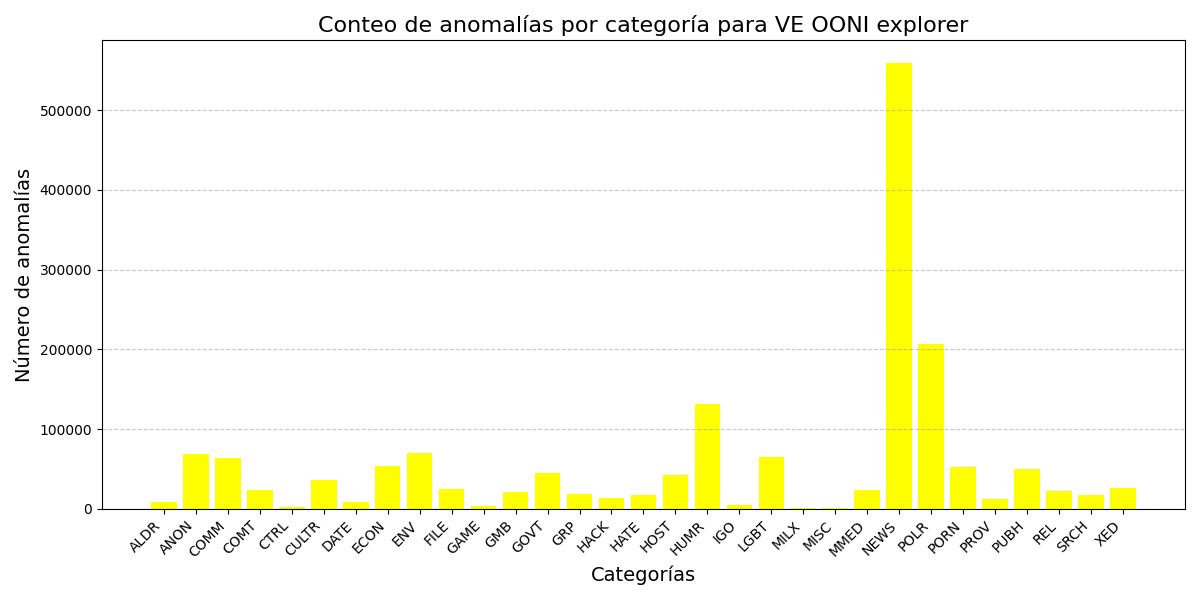 Conteo de anomalías por categoría para VE OONI explorer
Número de anomalías
500000
400000
300000
200000
100000
0
ALDR
ANON
COMM
COMT
CTRL
CULTR
DATE
ECON
ENV
FILE
GAME
GMB
GOVT
GRP
HACK
HATE
HOST
HUMR
IGO
LGBT
MILX
MISC
MMED
NEWS
POLR
PORN
PROV
PUBH
REL
SRCH
XED
Categorías